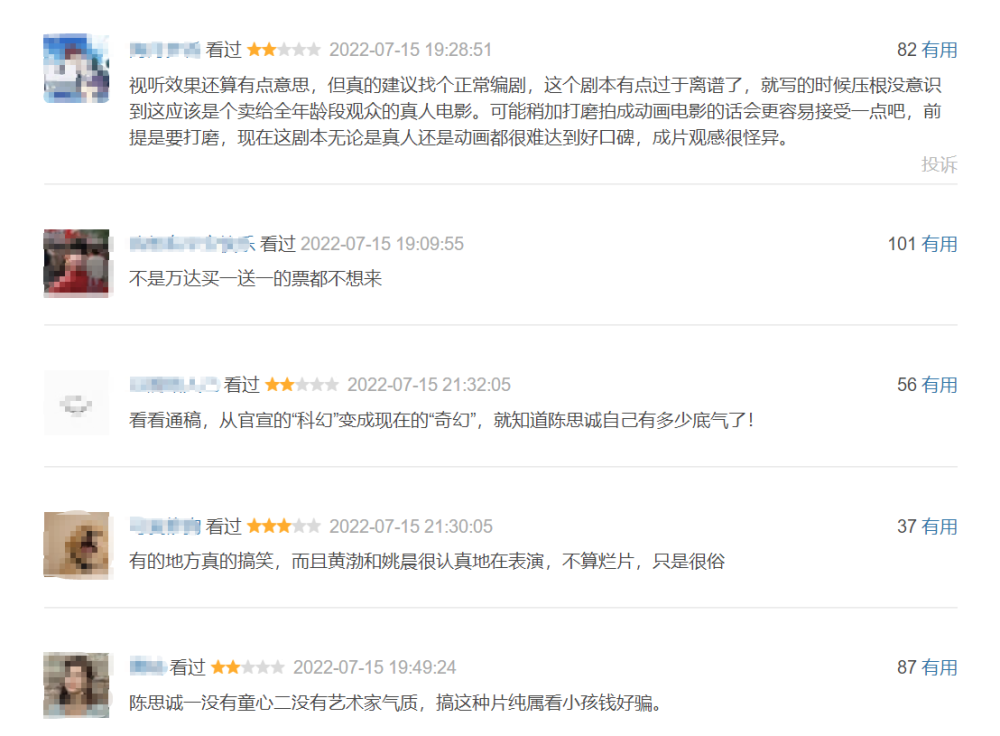 看过 2022-07-15 19:28:51 82 有用
视听效果还算有点意思，但真的建议找个正常编剧，这个剧本有点过于离谱了，就写的时候压根没意识
到这应该是个卖给全年龄段观众的真人电影。可能稍加打磨拍成动画电影的话会更容易接受一点吧，前
提是要打磨，现在这剧本无论是真人还是动画都很难达到好口碑，成片观感很怪异。
投诉
看过 2022-07-15 19:09:55 101 有用
不是万达买一送一的票都不想来
看过 2022-07-15 21:32:05 56 有用
看看通稿，从官宣的“科幻”变成现在的“奇幻”，就知道陈思诚自己有多少底气了！
看过 2022-07-15 21:30:05 37 有用
有的地方真的搞笑，而且黄渤和姚晨很认真地在表演，不算烂片，只是很俗
看过 2022-07-15 19:49:24 87 有用
陈思诚一没有童心二没有艺术家气质，搞这种片纯属看小孩钱好骗。